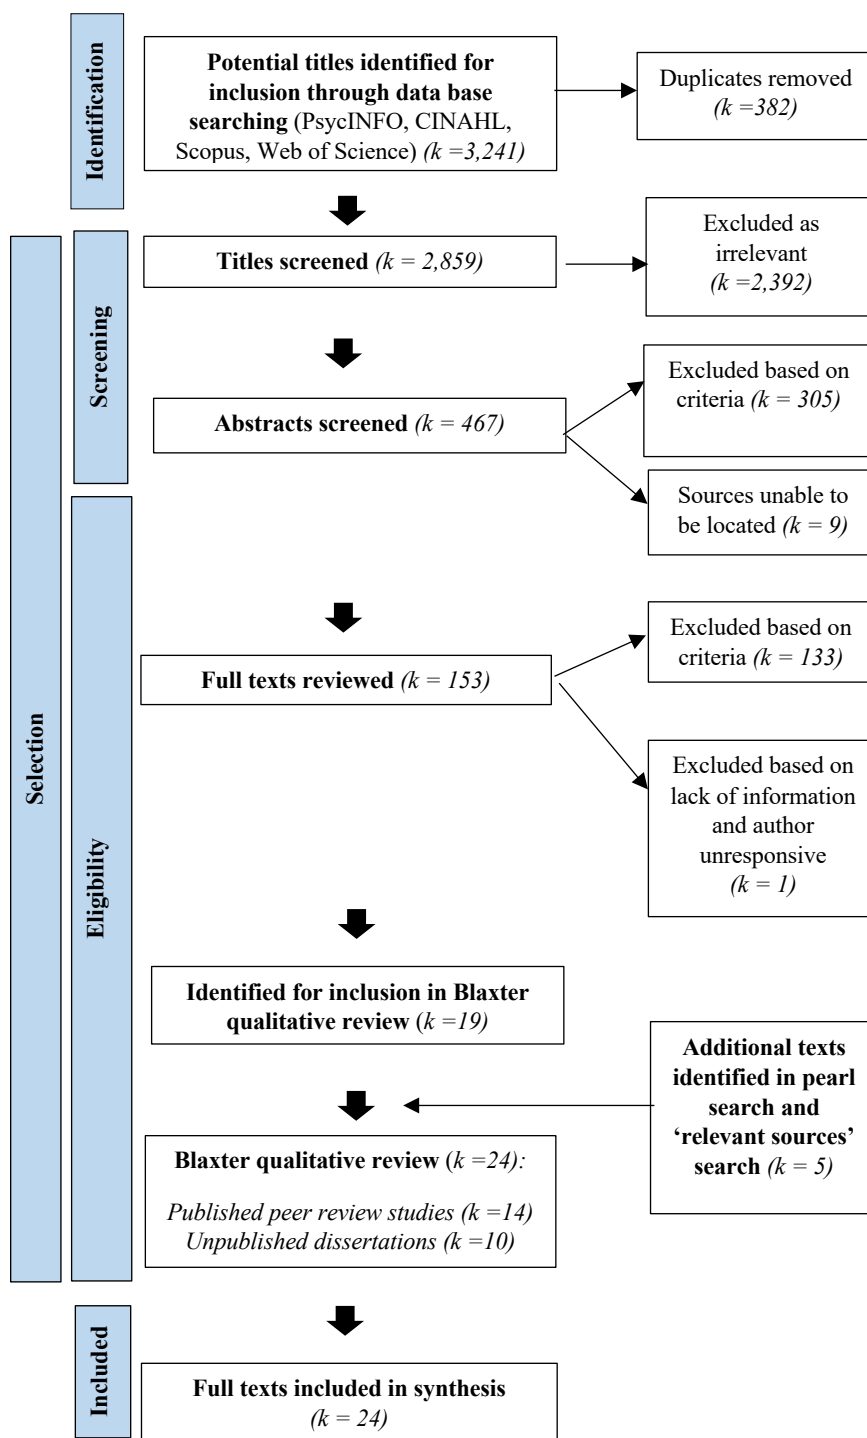 Identification
Potential titles identified for
inclusion through data base
searching (PsycINFO, CINAHL,
Scopus, Web of Science) (k =3,241)
Duplicates removed
(k =382)
Selection
Screening
Titles screened (k = 2,859)
Excluded as
irrelevant
(k =2,392)
Abstracts screened (k = 467)
Excluded based on
criteria (k = 305)
Sources unable to
be located (k = 9)
Eligibility
Full texts reviewed (k = 153)
Excluded based on
criteria (k = 133)
Excluded based on
lack of information
and author
unresponsive
(k = 1)
Identified for inclusion in Blaxter
qualitative review (k =19)
Additional texts
identified in pearl
search and
‘relevant sources’
search (k = 5)
Blaxter qualitative review (k =24):
Published peer review studies (k =14)
Unpublished dissertations (k =10)
Included
Full texts included in synthesis
(k = 24)